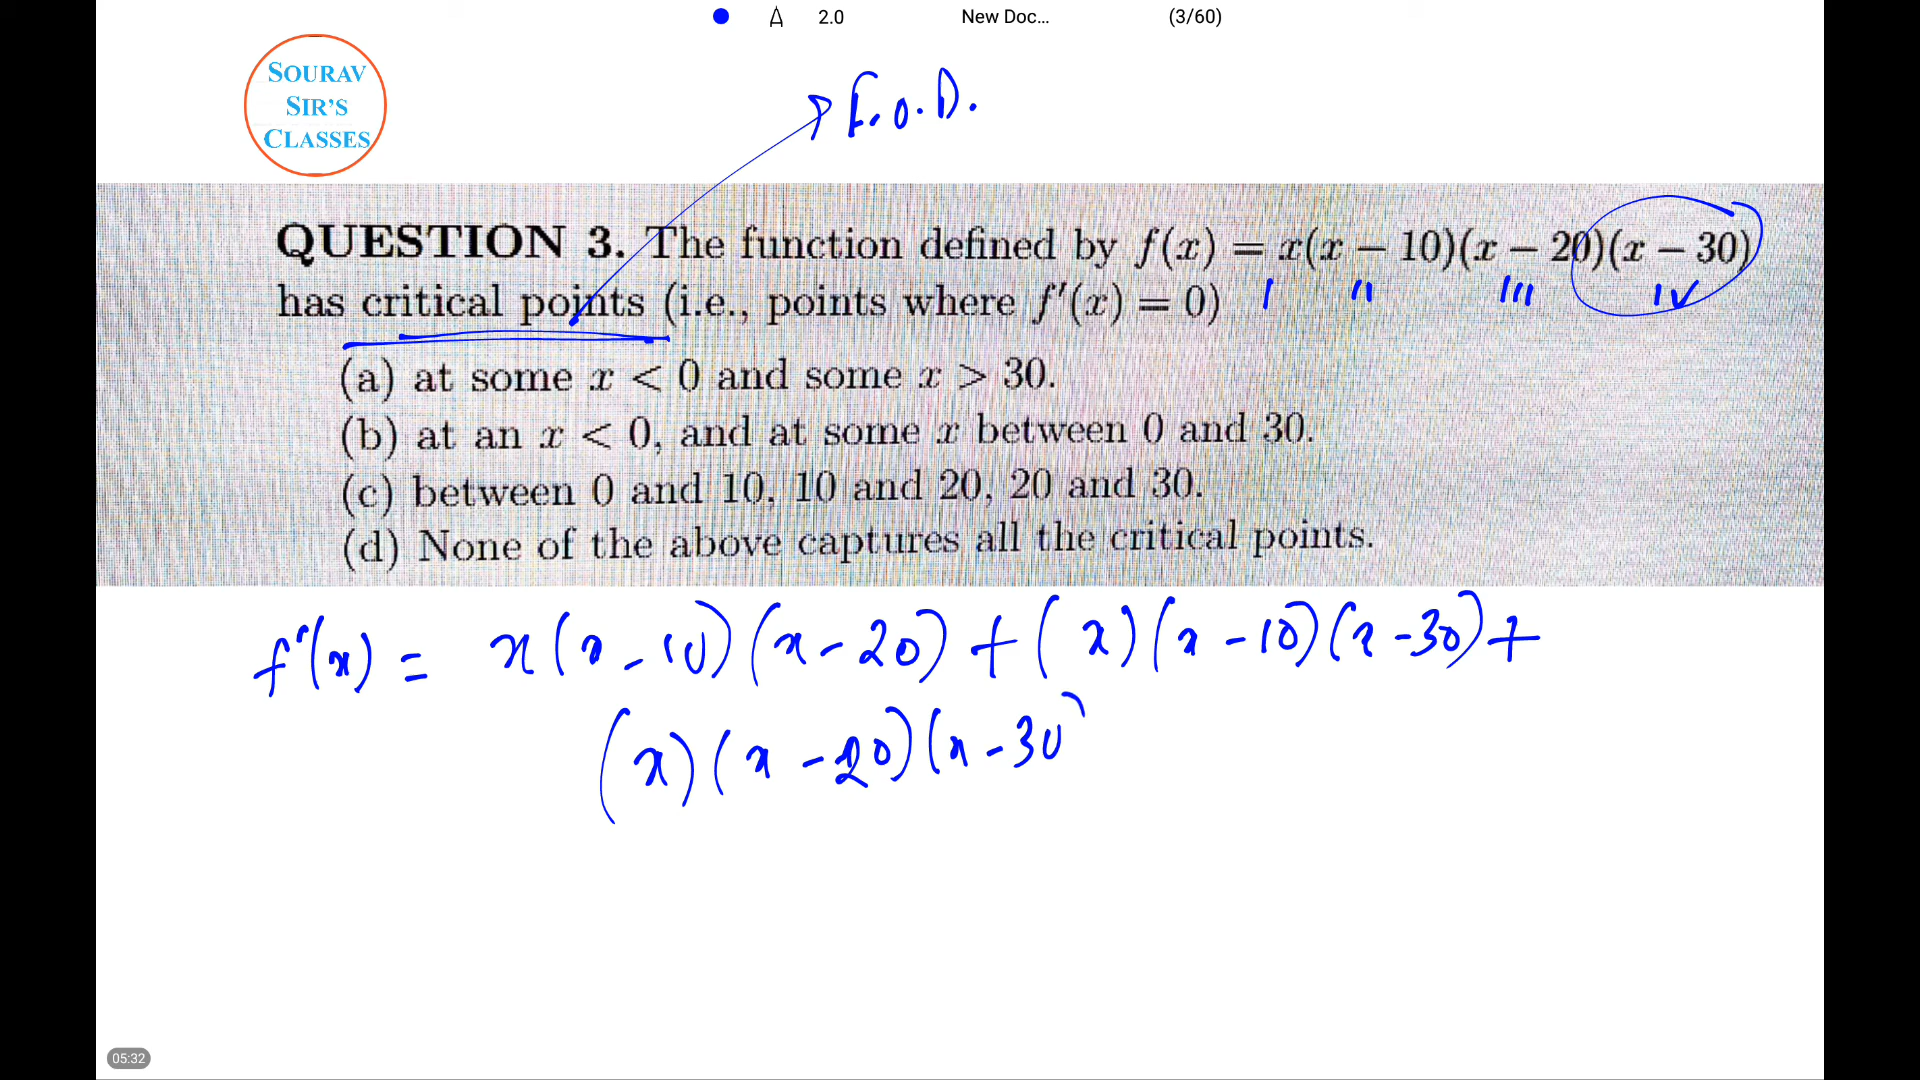 2.0 New Doc... (3/60)
SOURAV
SIR'S
CLASSES
F.O.D.
QUESTION 3. The function defined by f(x) = x(x − 10)(x − 20)(x − 30)
has critical points (i.e., points where f′(x) = 0)
I II III IV
(a) at some x < 0 and some x > 30.
(b) at an x < 0, and at some x between 0 and 30.
(c) between 0 and 10, 10 and 20, 20 and 30.
(d) None of the above captures all the critical points.
f'(x) = x(x-10)(x-20)+(x)(x-10)(x-30)+
(x)(x-20)(x-30)
05:32